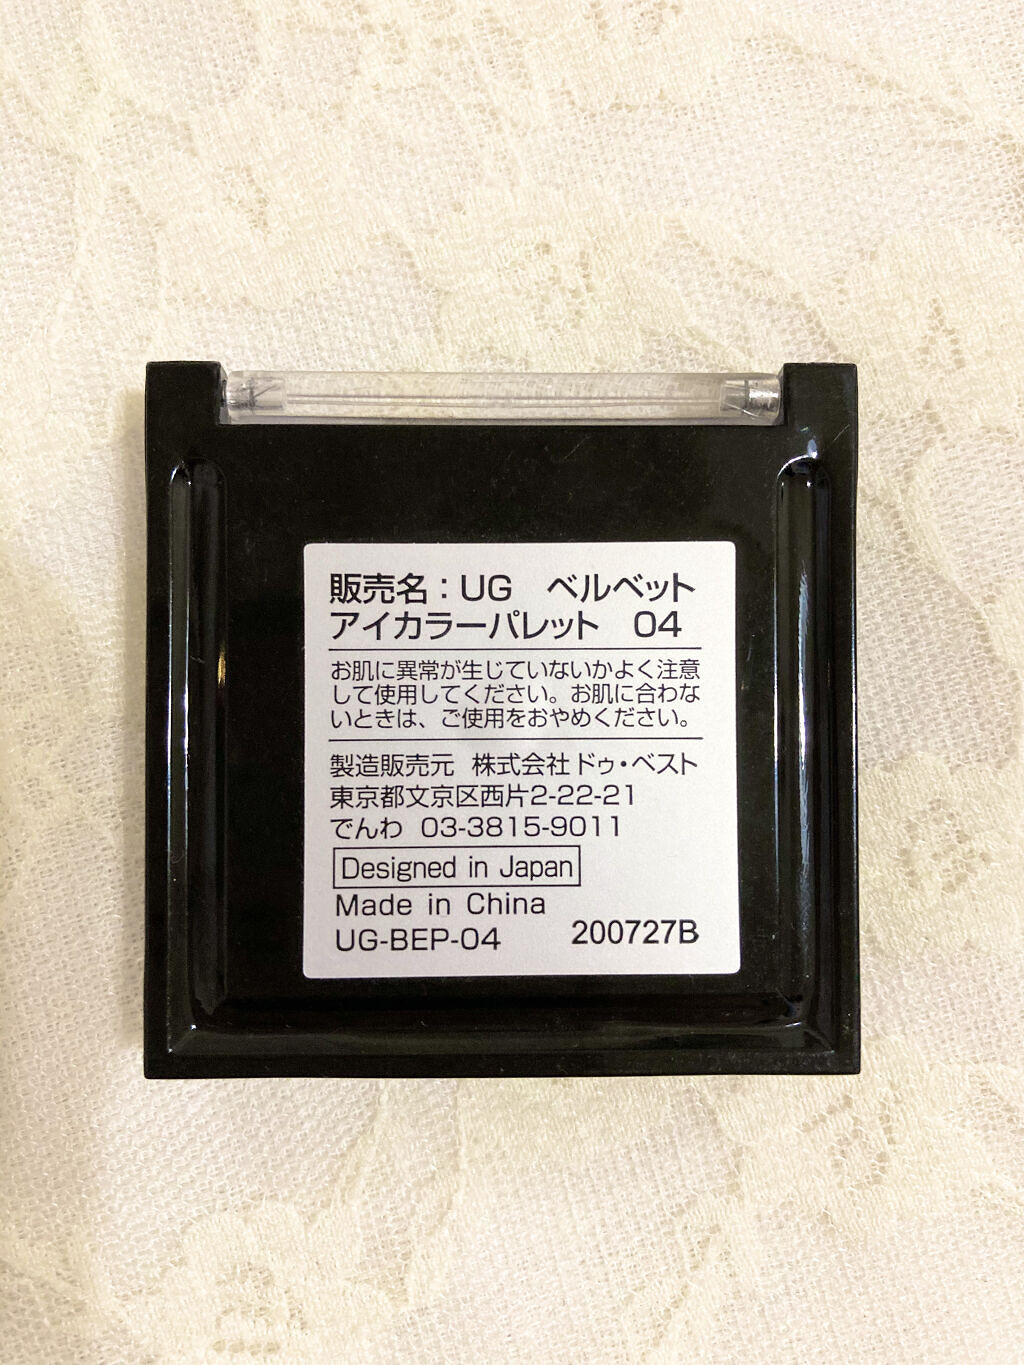 販売名：UG　ベルベット
アイカラーパレット　04
お肌に異常が生じていないかよく注意
して使用してください。お肌に合わな
いときは、ご使用をおやめください。
製造販売元　株式会社ドゥ・ベスト
東京都文京区西片2-22-21
でんわ　03-3815-9011
Designed in Japan
Made in China
UG-BEP-04　200727B